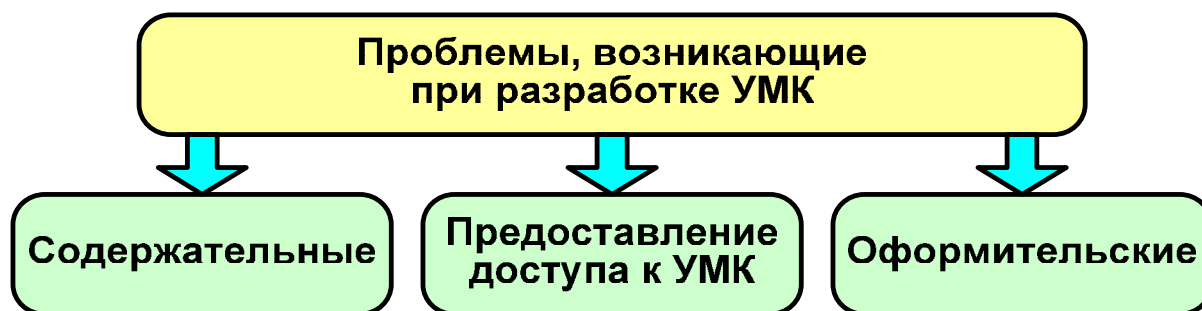 Проблемы, возникающие
при разработке УМК
Содержательные
Предоставление
доступа к УМК
Оформительские